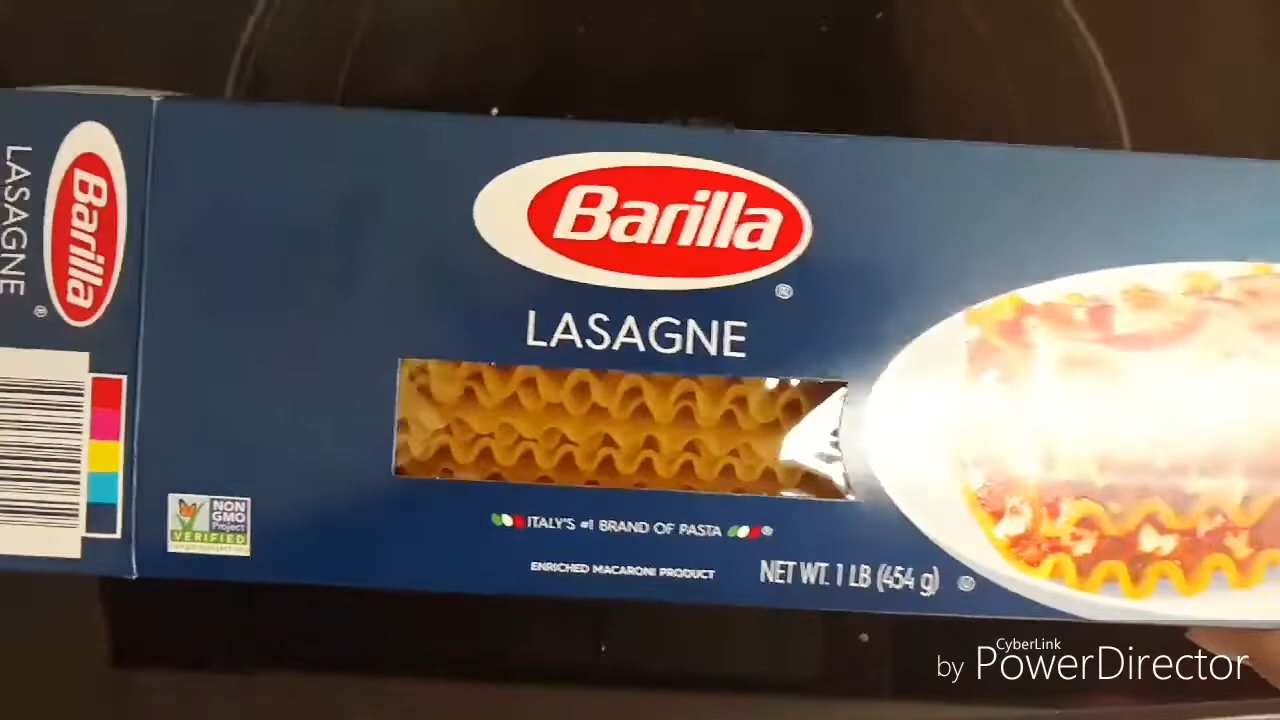 Barilla
LASAGNE
Barilla
®
LASAGNE
®
NON
GMO
Project
VERIFIED
ITALY'S #1 BRAND OF PASTA
®
ENRICHED MACARONI PRODUCT
NET WT. 1 LB (454 g)
CyberLink
by PowerDirector